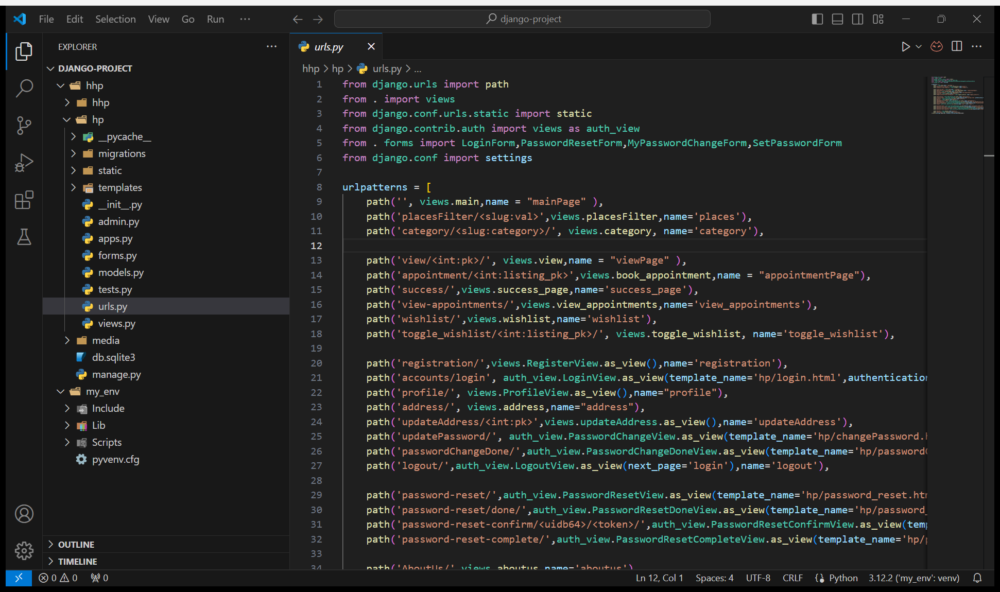 File Edit Selection View Go Run ··· django-project
EXPLORER ···
DJANGO-PROJECT
hhp
hhp
hp
__pycache__
migrations
static
templates
__init__.py
admin.py
apps.py
forms.py
models.py
tests.py
urls.py
views.py
media
db.sqlite3
manage.py
my_env
Include
Lib
Scripts
pyvenv.cfg
OUTLINE
TIMELINE
urls.py
hhp > hp > urls.py > ...
1 from django.urls import path
2 from . import views
3 from django.conf.urls.static import static
4 from django.contrib.auth import views as auth_view
5 from . forms import LoginForm,PasswordResetForm,MyPasswordChangeForm,SetPasswordForm
6 from django.conf import settings
7
8 urlpatterns = [
9 path('', views.main,name = "mainPage" ),
10 path('placesFilter/<slug:val>',views.placesFilter,name='places'),
11 path('category/<slug:category>/', views.category, name='category'),
12
13 path('view/<int:pk>/', views.view,name = "viewPage" ),
14 path('appointment/<int:listing_pk>',views.book_appointment,name = "appointmentPage"),
15 path('success/',views.success_page,name='success_page'),
16 path('view-appointments/',views.view_appointments,name='view_appointments'),
17 path('wishlist/',views.wishlist,name='wishlist'),
18 path('toggle_wishlist/<int:listing_pk>/', views.toggle_wishlist, name='toggle_wishlist'),
19
20 path('registration/',views.RegisterView.as_view(),name='registration'),
21 path('accounts/login', auth_view.LoginView.as_view(template_name='hp/login.html',authentication
22 path('profile/', views.ProfileView.as_view(),name="profile"),
23 path('address/', views.address,name="address"),
24 path('updateAddress/<int:pk>',views.updateAddress.as_view(),name='updateAddress'),
25 path('updatePassword/', auth_view.PasswordChangeView.as_view(template_name='hp/changePassword.h
26 path('passwordChangeDone/',auth_view.PasswordChangeDoneView.as_view(template_name='hp/passwordC
27 path('logout/',auth_view.LogoutView.as_view(next_page='login'),name='logout'),
28
29 path('password-reset/',auth_view.PasswordResetView.as_view(template_name='hp/password_reset.htm
30 path('password-reset/done/',auth_view.PasswordResetDoneView.as_view(template_name='hp/password_
31 path('password-reset-confirm/<uidb64>/<token>/',auth_view.PasswordResetConfirmView.as_view(temp
32 path('password-reset-complete/',auth_view.PasswordResetCompleteView.as_view(template_name='hp/p
33
34 path('AboutUs/',views.aboutus,name='aboutus')
0 0 0 Ln 12, Col 1 Spaces: 4 UTF-8 CRLF Python 3.12.2 ('my_env': venv)